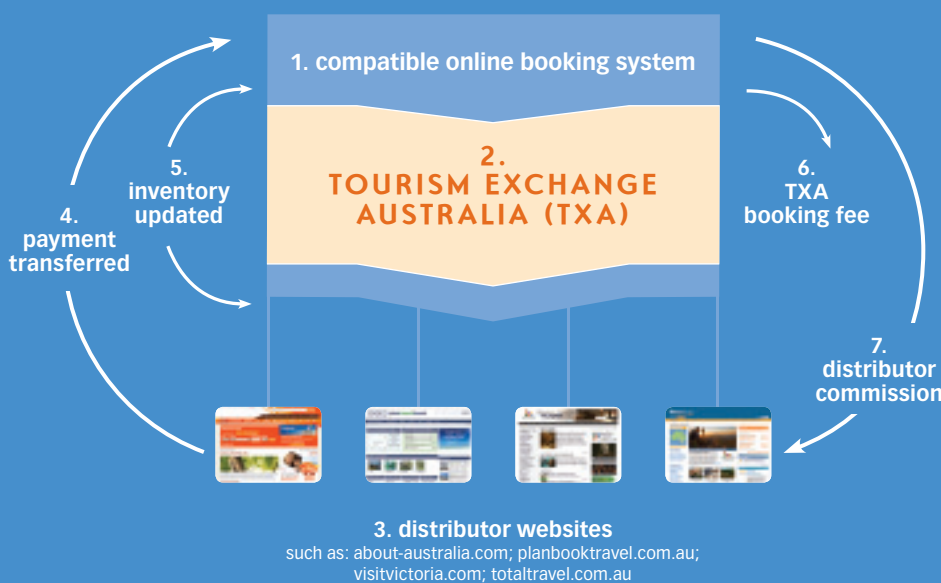 1. compatible online booking system
2.
TOURISM EXCHANGE
AUSTRALIA (TXA)
4.
payment
transferred
5.
inventory
updated
6.
TXA
booking fee
7.
distributor
commission
3. distributor websites
such as: about-australia.com; planbooktravel.com.au;
visitvictoria.com; totaltravel.com.au